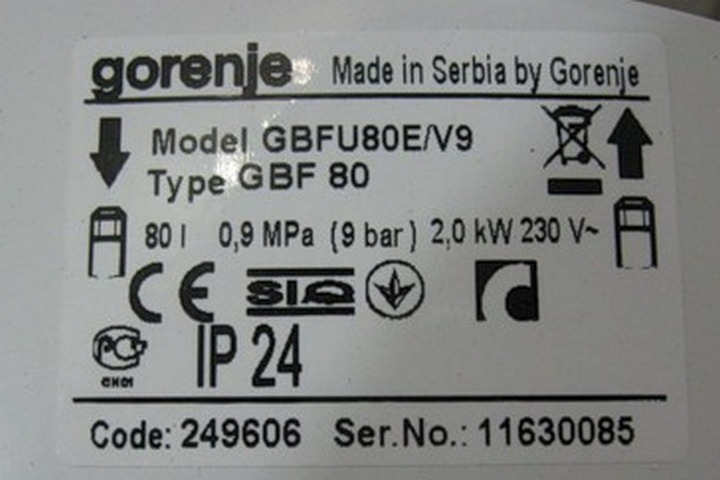 gorenje Made in Serbia by Gorenje
Model GBFU80E/V9
Type GBF 80
80 l 0,9 MPa (9 bar) 2,0 kW 230 V~
CE SIQ
IP 24
Code: 249606 Ser.No.: 11630085